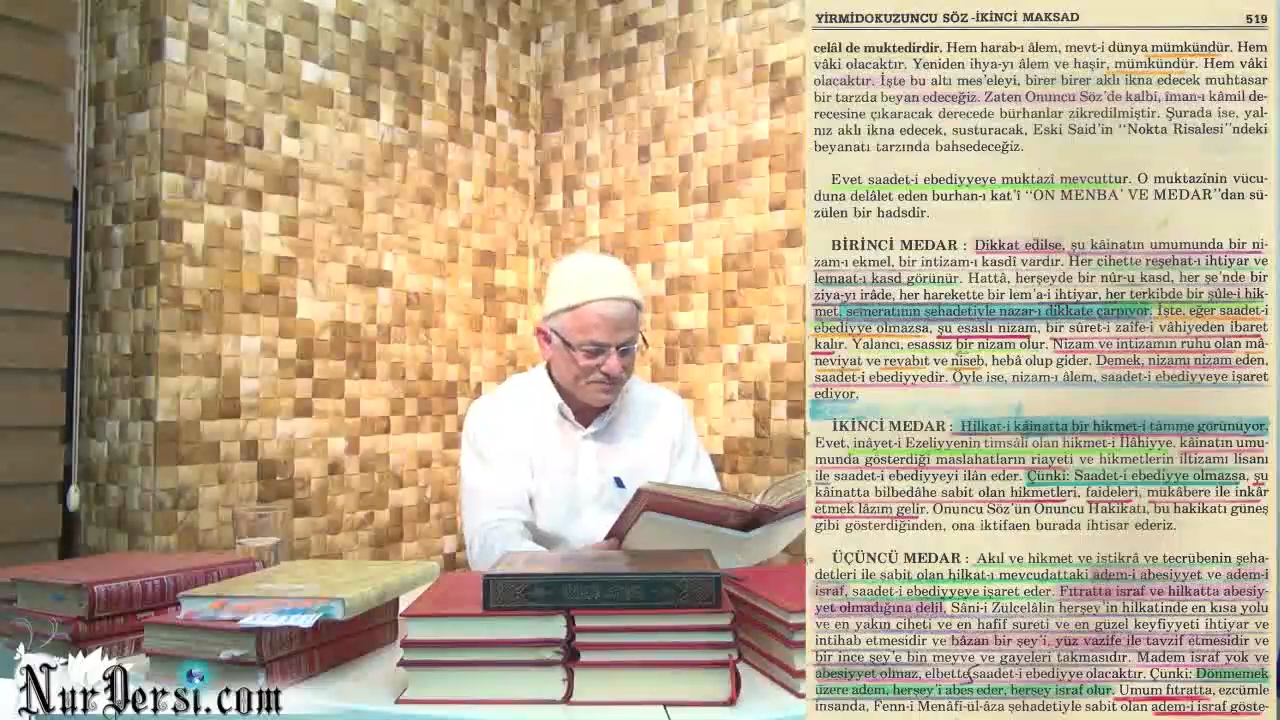 YİRMİDOKUZUNCU SÖZ -İKİNCİ MAKSAD 519
celâl de muktedirdir. Hem harab-ı âlem, mevt-i dünya mümkündür. Hem
vâki olacaktır. Yeniden ihya-yı âlem ve haşir, mümkündür. Hem vâki
olacaktır. İşte bu altı mes'eleyi, birer birer aklı ikna edecek muhtasar
bir tarzda beyan edeceğiz. Zaten Onuncu Söz'de kalbi, îman-ı kâmil de-
recesine çıkaracak derecede bürhanlar zikredilmiştir. Şurada ise, yal-
nız aklı ikna edecek, susturacak, Eski Said'in "Nokta Risalesi"ndeki
beyanatı tarzında bahsedeceğiz.
Evet saadet-i ebediyyeye muktazî mevcuttur. O muktazînin vücu-
duna delâlet eden burhan-ı kat'î "ON MENBA' VE MEDAR"dan sü-
zülen bir hadsdir.
BİRİNCİ MEDAR : Dikkat edilse, şu kâinatın umumunda bir ni-
zam-ı ekmel, bir intizam-ı kasdî vardır. Her cihette reşehat-ı ihtiyar ve
lemaat-ı kasd görünür. Hattâ, herşeyde bir nûr-u kasd, her şe'nde bir
ziya-yı irâde, her harekette bir lem'a-i ihtiyar, her terkibde bir şûle-i hik-
met, semeratının şehadetiyle nazar-ı dikkate çarpıyor. İşte, eğer saadet-i
ebediyye olmazsa, şu esaslı nizam, bir sûret-i zaife-i vâhiyeden ibaret
kalır. Yalancı, esassız bir nizam olur. Nizam ve intizamın ruhu olan mâ-
neviyat ve revabıt ve niseb, hebâ olup gider. Demek, nizamı nizam eden,
saadet-i ebediyyedir. Öyle ise, nizam-ı âlem, saadet-i ebediyyeye işaret
ediyor.
İKİNCİ MEDAR : Hilkat-i kâinatta bir hikmet-i tâmme görünüyor.
Evet, inâyet-i Ezeliyyenin timsâli olan hikmet-i İlâhiyye, kâinatın umu-
munda gösterdiği maslahatların riayeti ve hikmetlerin iltizamı lisanı
ile saadet-i ebediyyeyi ilân eder. Çünki: Saadet-i ebediyye olmazsa, şu
kâinatta bilbedâhe sabit olan hikmetleri, faideleri, mükâbere ile inkâr
etmek lâzım gelir. Onuncu Söz'ün Onuncu Hakikatı, bu hakikatı güneş
gibi gösterdiğinden, ona iktifaen burada ihtisar ederiz.
ÜÇÜNCÜ MEDAR : Akıl ve hikmet ve istikrâ ve tecrübenin şeha-
detleri ile sabit olan hilkat-ı mevcudattaki adem-i abesiyyet ve adem-i
israf, saadet-i ebediyyeye işaret eder. Fıtratta israf ve hilkatta abesiy-
yet olmadığına delil, Sâni-i Zülcelâlin herşey'in hilkatinde en kısa yolu
ve en yakın ciheti ve en hafif sureti ve en güzel keyfiyyeti ihtiyar ve
intihab etmesidir ve bâzan bir şey'i, yüz vazife ile tavzif etmesidir ve
bir ince şey'e bin meyve ve gayeleri takmasıdır. Madem israf yok ve
abesiyyet olmaz, elbette saadet-i ebediyye olacaktır. Çünki: Dönmemek
üzere adem, herşey'i abes eder, herşey israf olur. Umum fıtratta, ezcümle
insanda, Fenn-i Menâfi-ul-âza şehadetiyle sabit olan adem-i israf göste-
NurDersi.com